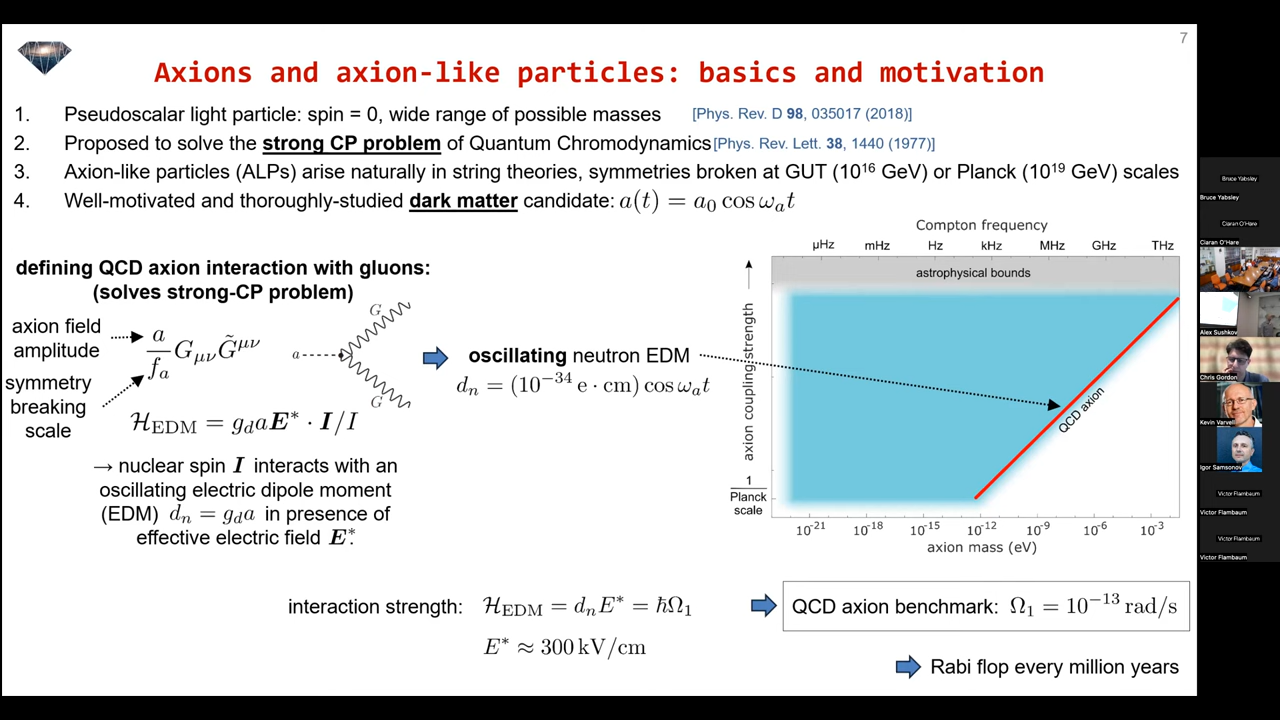 7
Axions and axion-like particles: basics and motivation
1. Pseudoscalar light particle: spin = 0, wide range of possible masses [Phys. Rev. D 98, 035017 (2018)]
2. Proposed to solve the strong CP problem of Quantum Chromodynamics [Phys. Rev. Lett. 38, 1440 (1977)]
3. Axion-like particles (ALPs) arise naturally in string theories, symmetries broken at GUT (10¹⁶ GeV) or Planck (10¹⁹ GeV) scales
4. Well-motivated and thoroughly-studied dark matter candidate: a(t) = a₀ cos ωₐt
defining QCD axion interaction with gluons:
(solves strong-CP problem)
axion field
amplitude
symmetry
breaking
scale
a/fₐ G_μν G̃^μν
a
G
G
ℋ_EDM = g_d a E* · I/I
→ nuclear spin I interacts with an
oscillating electric dipole moment
(EDM) d_n = g_d a in presence of
effective electric field E*.
oscillating neutron EDM
d_n = (10⁻³⁴ e · cm) cos ωₐt
Compton frequency
μHz mHz Hz kHz MHz GHz THz
astrophysical bounds
axion coupling strength
QCD axion
1
Planck
scale
10⁻²¹ 10⁻¹⁸ 10⁻¹⁵ 10⁻¹² 10⁻⁹ 10⁻⁶ 10⁻³
axion mass (eV)
interaction strength: ℋ_EDM = d_n E* = ℏΩ₁
E* ≈ 300 kV/cm
QCD axion benchmark: Ω₁ = 10⁻¹³ rad/s
Rabi flop every million years
Bruce Yabsley
Bruce Yabsley
Ciaran O'Hare
Ciaran O'Hare
Alex Sushkov
Chris Gordon
Kevin Varvell
Igor Samsonov
Victor Flambaum
Victor Flambaum
Victor Flambaum
Victor Flambaum